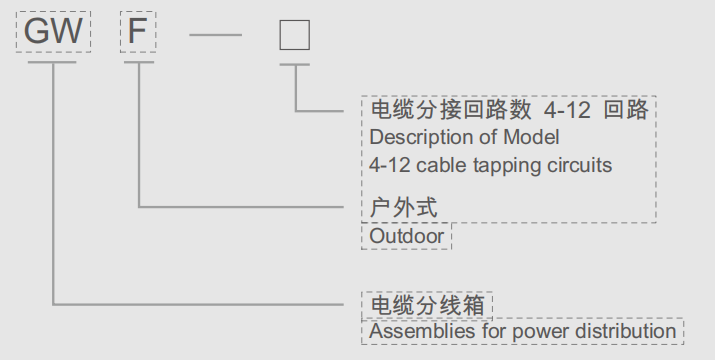 GW F — □
电缆分接回路数 4-12 回路
Description of Model
4-12 cable tapping circuits
户外式
Outdoor
电缆分线箱
Assemblies for power distribution